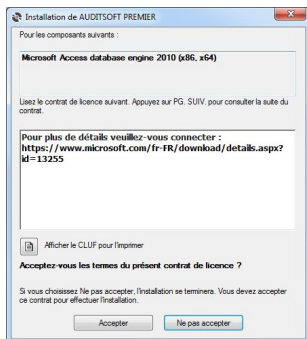 Installation de AUDITSOFT PREMIER
Pour les composants suivants :
Microsoft Access database engine 2010 (x86, x64)
Lisez le contrat de licence suivant. Appuyez sur PG. SUIV. pour consulter la suite du
contrat.
Pour plus de détails veuillez-vous connecter :
https://www.microsoft.com/fr-FR/download/details.aspx?
id=13255
Afficher le CLUF pour l'imprimer
Acceptez-vous les termes du présent contrat de licence ?
Si vous choisissez Ne pas accepter, l'installation se terminera. Vous devez accepter
ce contrat pour effectuer l'installation.
Accepter
Ne pas accepter